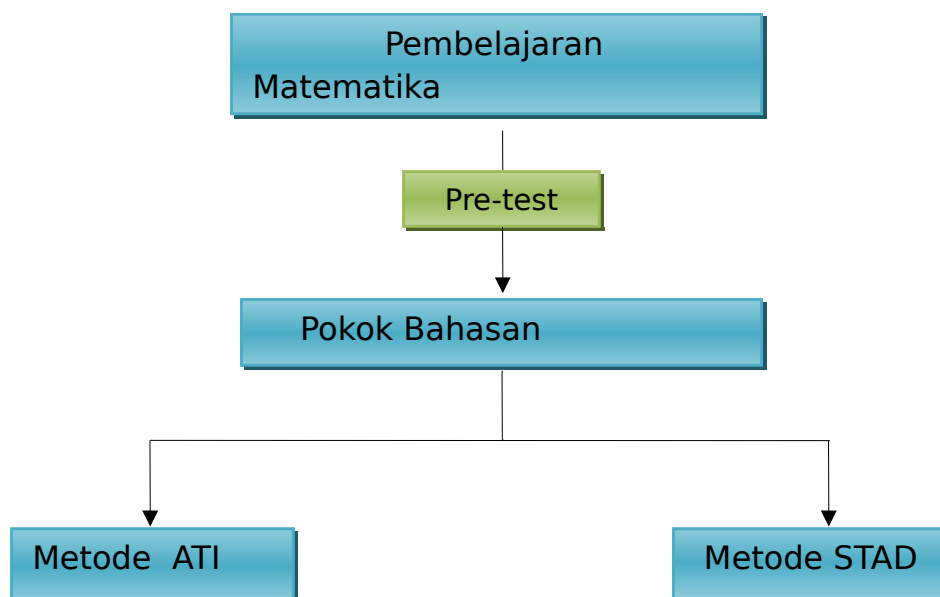 Pembelajaran
Matematika
Pre-test
Pokok Bahasan
Metode ATI
Metode STAD